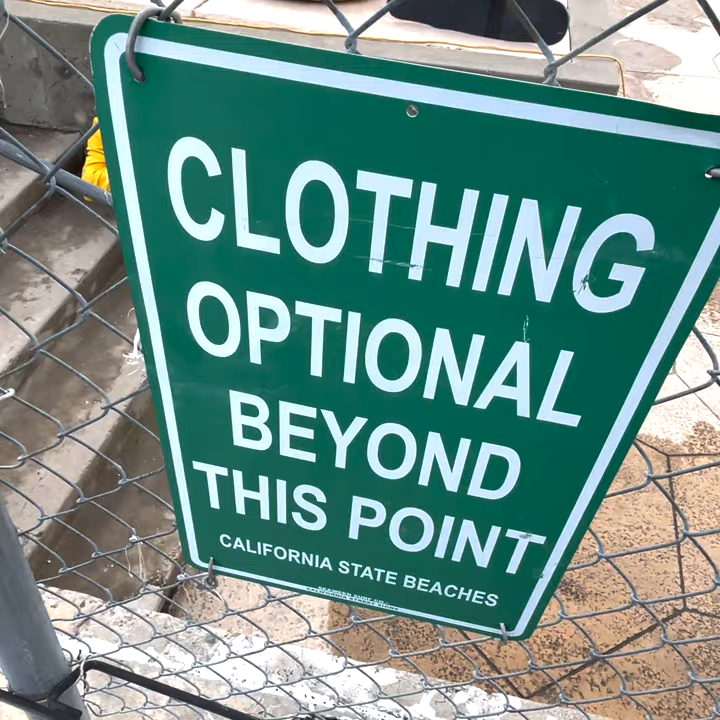 CLOTHING
OPTIONAL
BEYOND
THIS POINT
CALIFORNIA STATE BEACHES